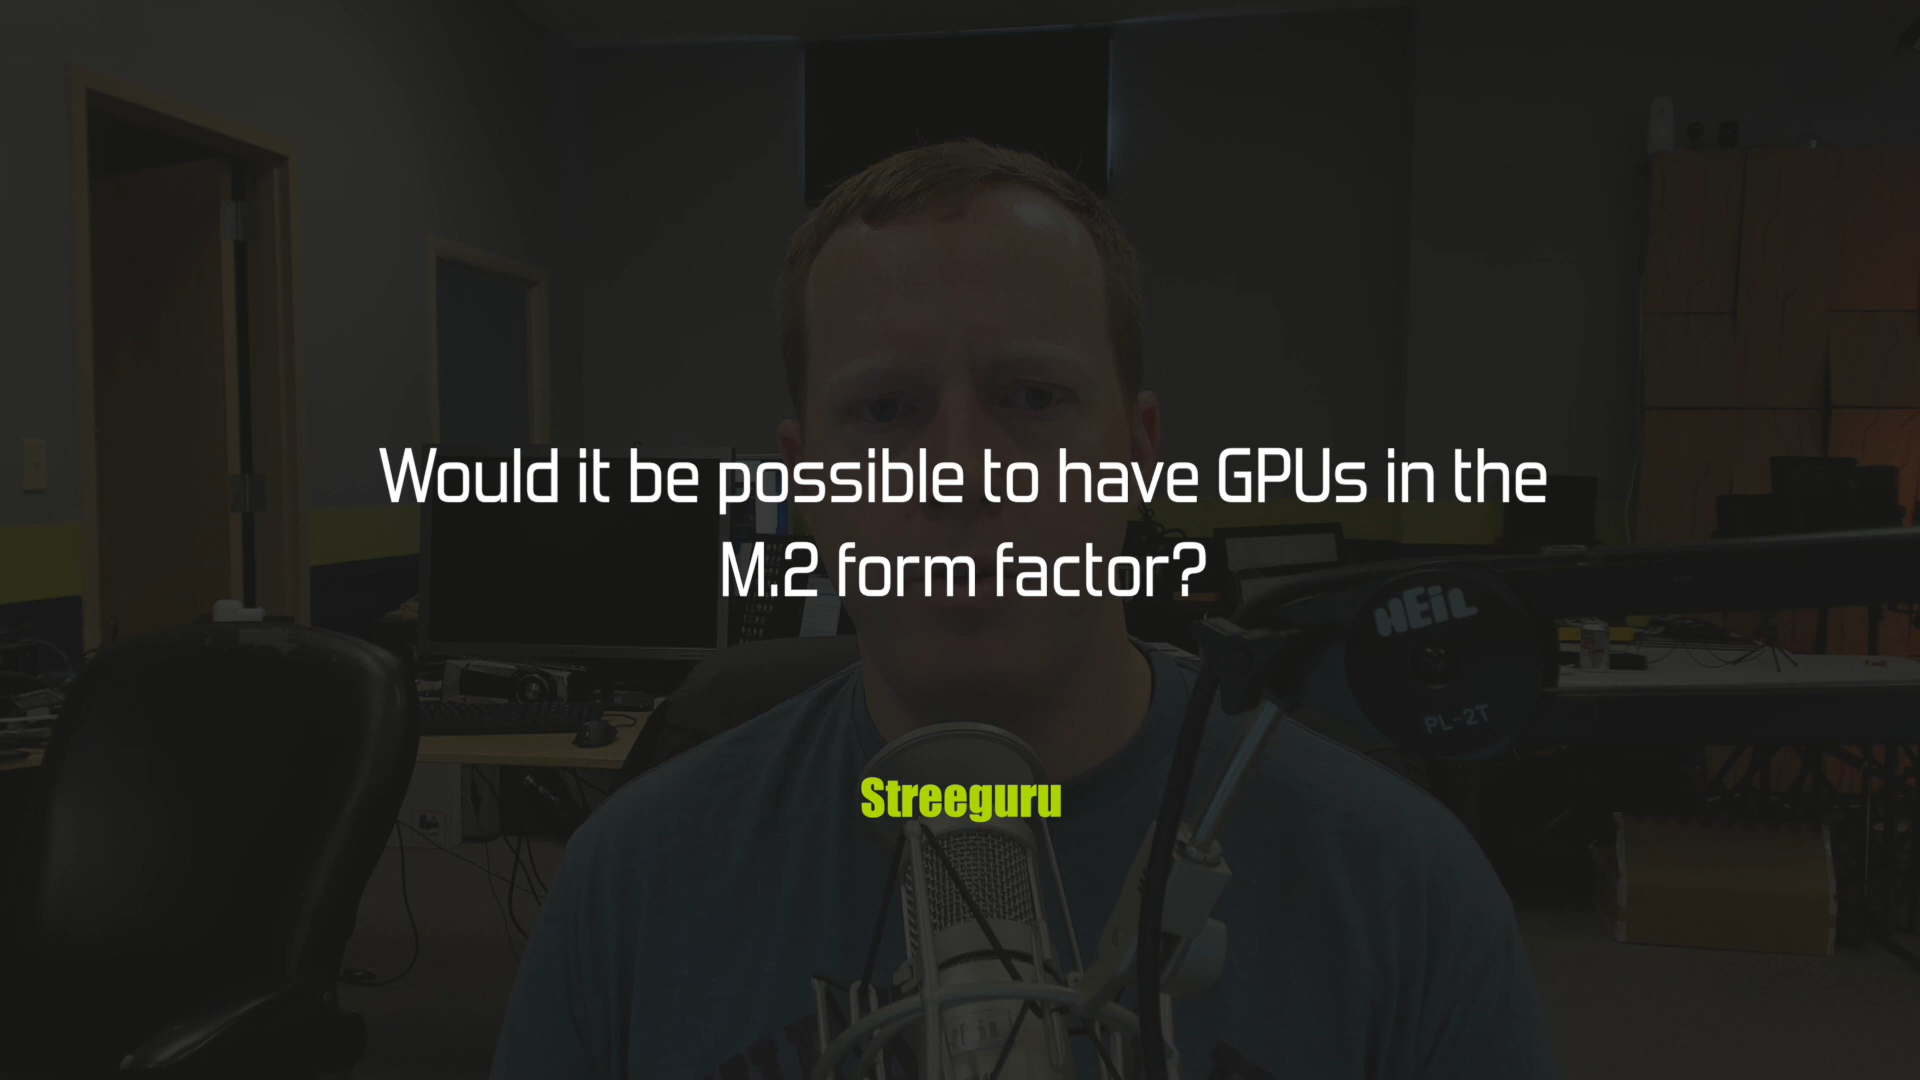 Would it be possible to have GPUs in the
M.2 form factor?
HEiL
PL-2T
Streeguru